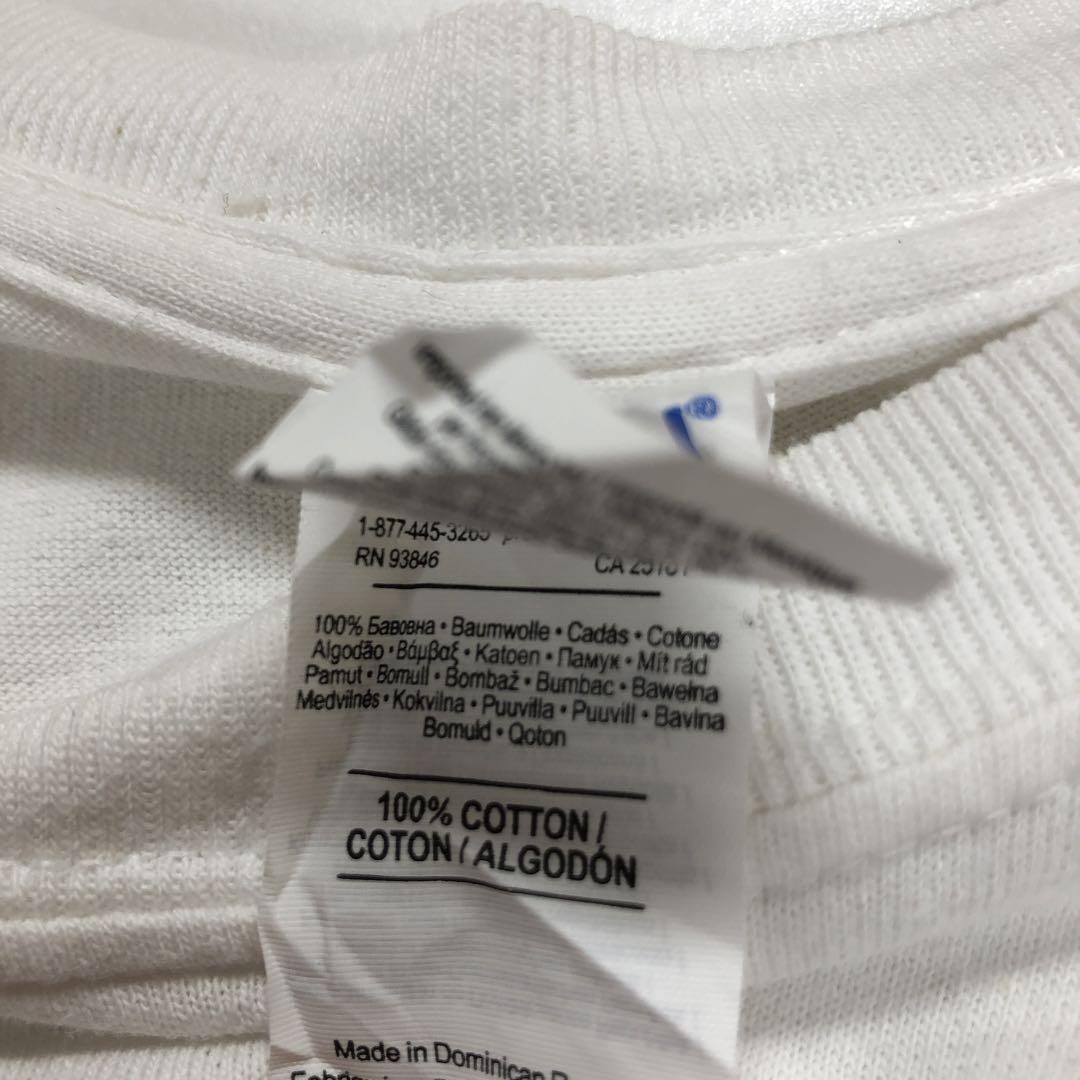 ®
1-877-445-3265
RN 93846
CA
100% Бавовна • Baumwolle • Cadás • Cotone
Algodão • Βάμβαξ • Katoen • Памук • Mít rád
Pamut • Bomull • Bombaž • Bumbac • Bawełna
Medvilnės • Kokvilna • Puuvilla • Puuvill • Bavlna
Bomuld • Qoton
100% COTTON /
COTON / ALGODÓN
Made in Dominican